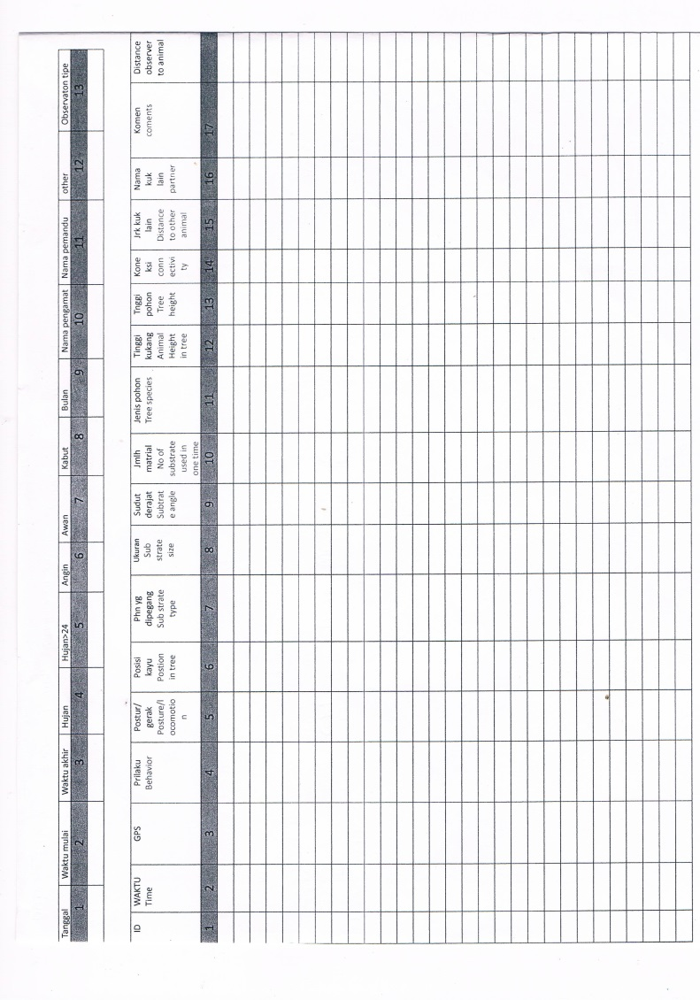 Tanggal Waktu mulai Waktu akhir Hujan Hujan>24 Angin Awan Kabut Bulan Nama pengamat Nama pemandu other Observaton tipe
1 2 3 4 5 6 7 8 9 10 11 12 13
ID
WAKTU
Time
GPS
Prilaku
Behavior
Postur/
gerak
Posture/l
ocomotio
n
Posisi
kayu
Postion
in tree
Phn yg
dipegang
Sub strate
type
Ukuran
Sub
strate
size
Sudut
derajat
Subtrat
e angle
Jmlh
matrial
No of
substrate
used in
one time
Jenis pohon
Tree species
Tinggi
kukang
Animal
Height
in tree
Tnggi
pohon
Tree
height
Kone
ksi
conn
ectivi
ty
Jrk kuk
lain
Distance
to other
animal
Nama
kuk
lain
partner
Komen
coments
Distance
observer
to animal
1 2 3 4 5 6 7 8 9 10 11 12 13 14 15 16 17